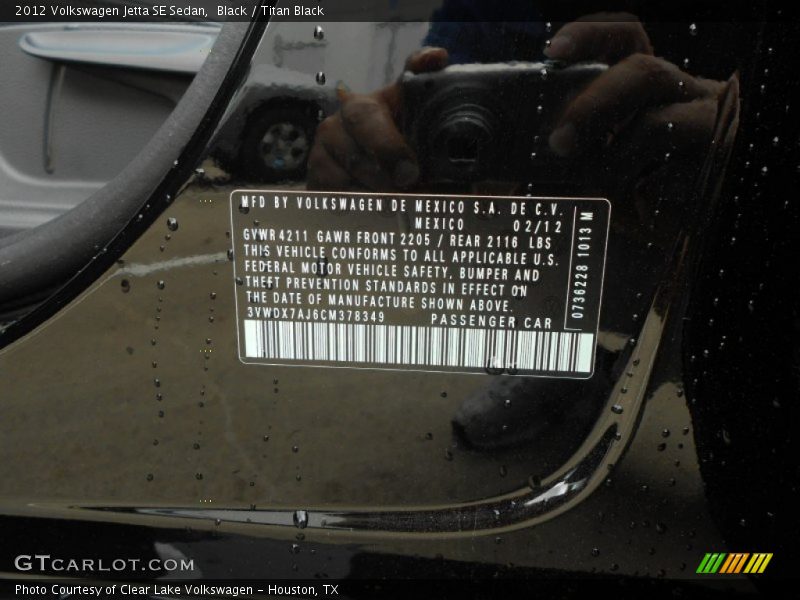 2012 Volkswagen Jetta SE Sedan,  Black / Titan Black
MFD BY VOLKSWAGEN DE MEXICO S.A. DE C.V.
MEXICO 02/12
GVWR 4211 GAWR FRONT 2205 / REAR 2116 LBS
THIS VEHICLE CONFORMS TO ALL APPLICABLE U.S.
FEDERAL MOTOR VEHICLE SAFETY, BUMPER AND
THEFT PREVENTION STANDARDS IN EFFECT ON
THE DATE OF MANUFACTURE SHOWN ABOVE.
3VWDX7AJ6CM378349 PASSENGER CAR
0736228 1013 M
GTCARLOT.COM
Photo Courtesy of Clear Lake Volkswagen – Houston, TX